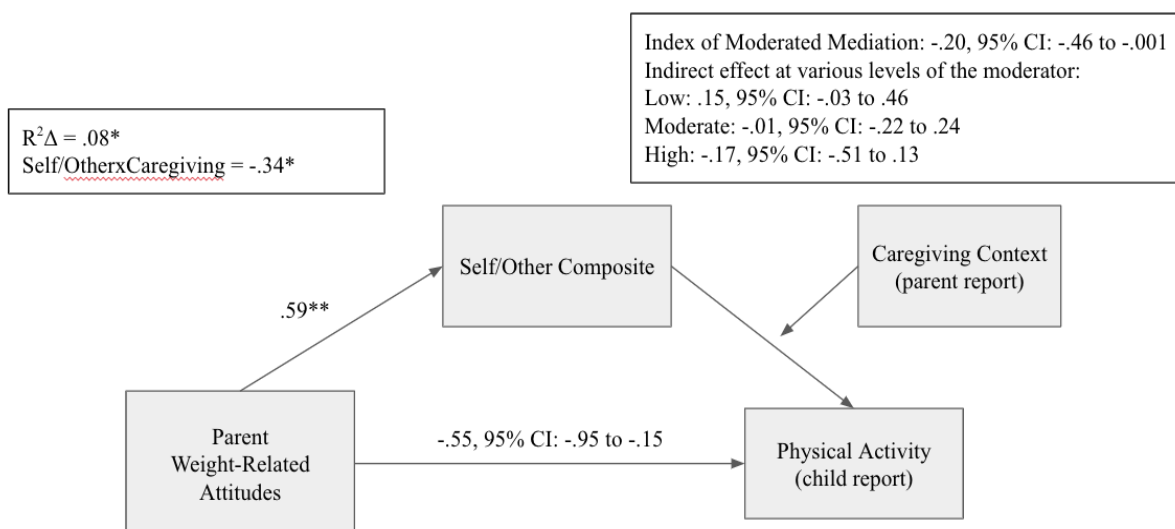 Index of Moderated Mediation: -.20, 95% CI: -.46 to -.001
Indirect effect at various levels of the moderator:
Low: .15, 95% CI: -.03 to .46
Moderate: -.01, 95% CI: -.22 to .24
High: -.17, 95% CI: -.51 to .13
R²Δ = .08*
Self/OtherxCaregiving = -.34*
Self/Other Composite
Caregiving Context
(parent report)
.59**
Parent
Weight-Related
Attitudes
-.55, 95% CI: -.95 to -.15
Physical Activity
(child report)